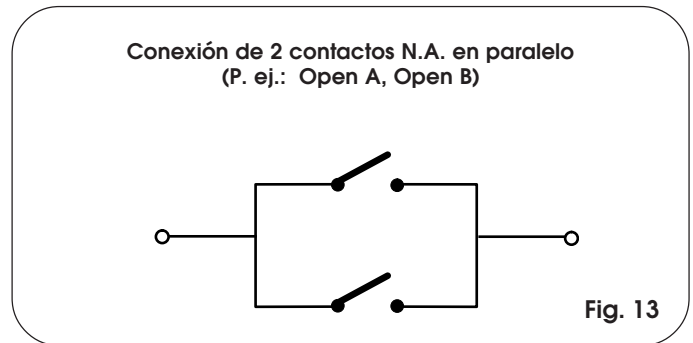 Conexión de 2 contactos N.A. en paralelo
(P. ej.: Open A, Open B)
Fig. 13